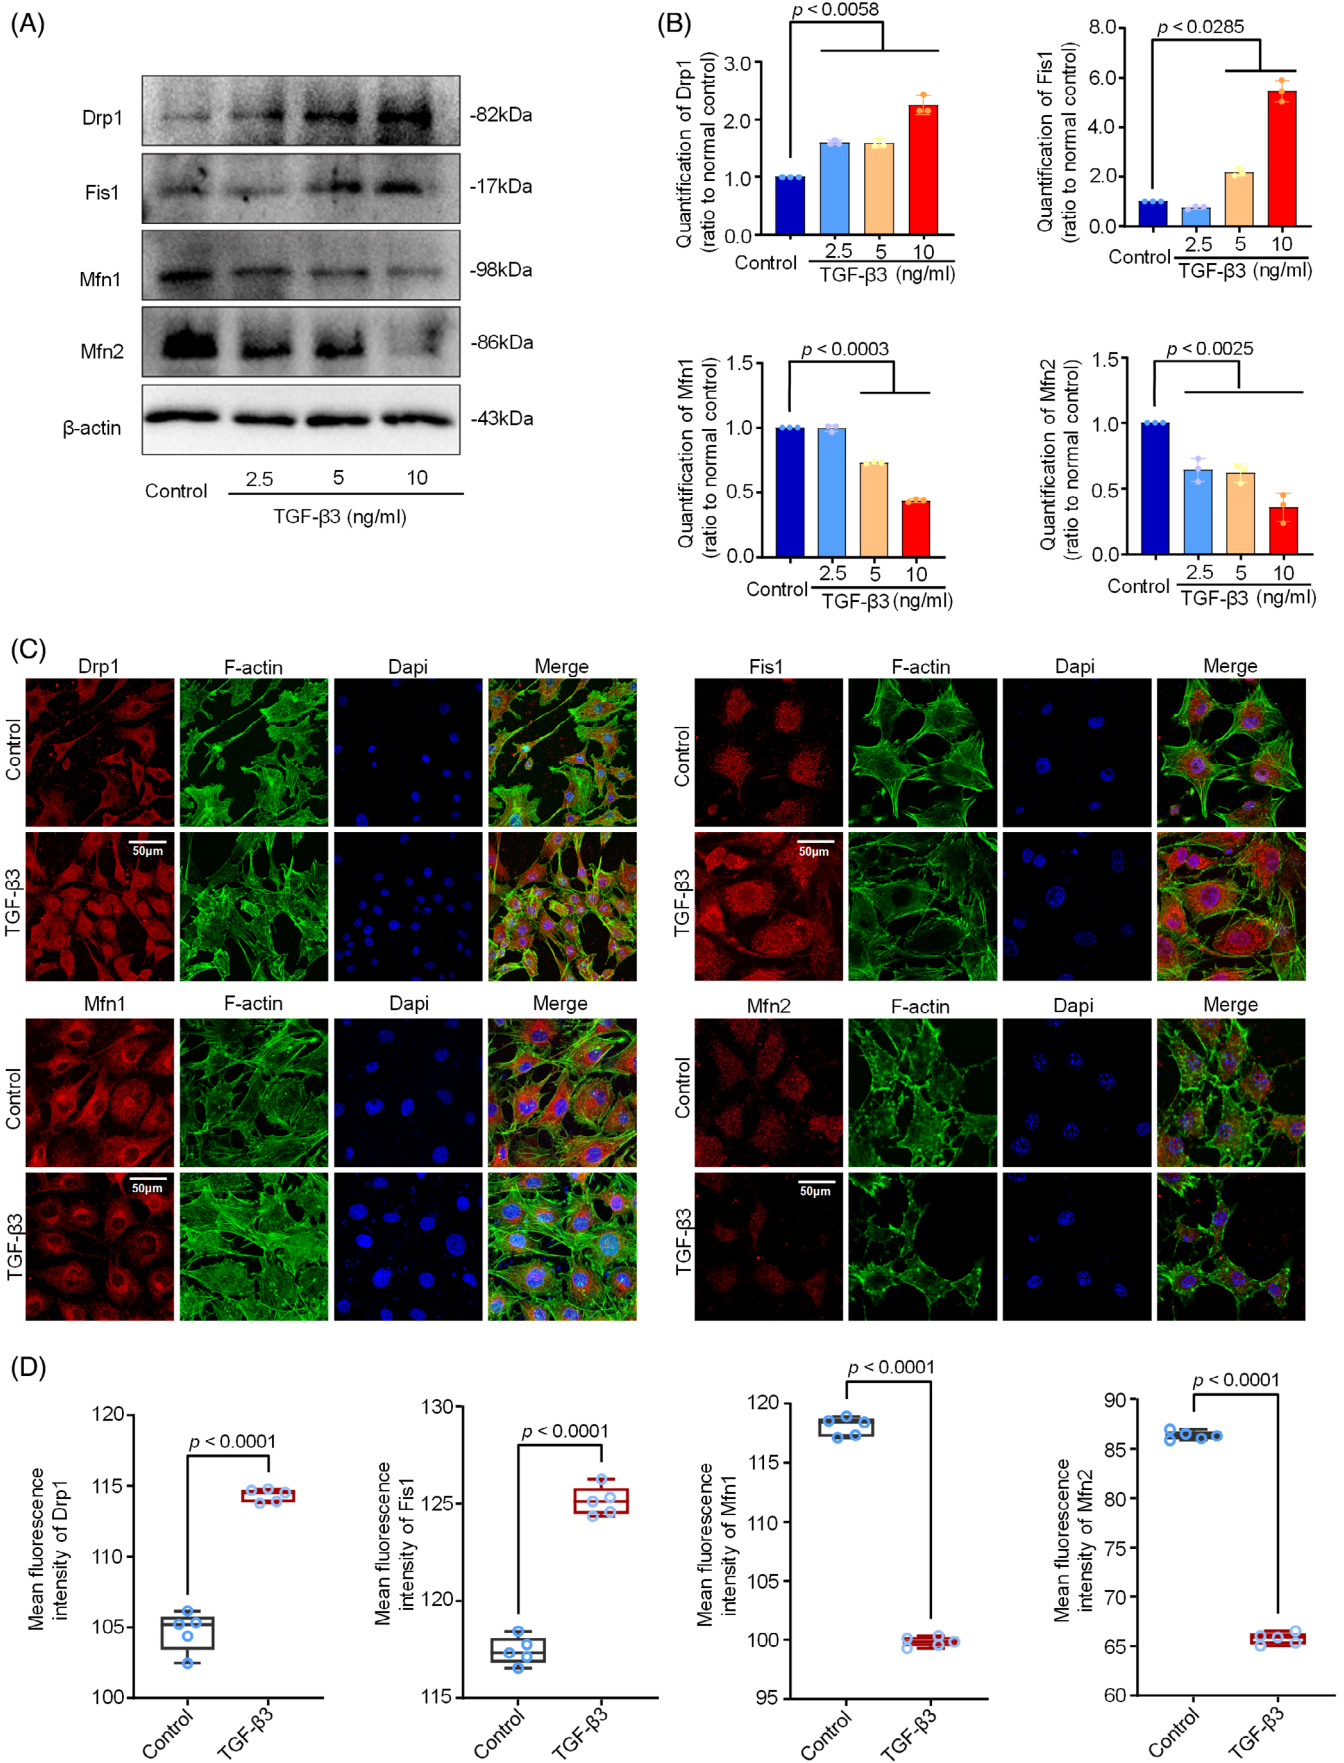 (A)
Drp1
-82kDa
Fis1
-17kDa
Mfn1
-98kDa
Mfn2
-86kDa
β-actin
-43kDa
Control
2.5
5
10
TGF-β3 (ng/ml)
(B)
Quantification of Drp1
(ratio to normal control)
p < 0.0058
3.0
2.0
1.0
0.0
Control
2.5
5
10
TGF-β3 (ng/ml)
Quantification of Fis1
(ratio to normal control)
p < 0.0285
8.0
6.0
4.0
2.0
0.0
Control
2.5
5
10
TGF-β3 (ng/ml)
Quantification of Mfn1
(ratio to normal control)
p < 0.0003
1.5
1.0
0.5
0.0
Control
2.5
5
10
TGF-β3 (ng/ml)
Quantification of Mfn2
(ratio to normal control)
p < 0.0025
1.5
1.0
0.5
0.0
Control
2.5
5
10
TGF-β3 (ng/ml)
(C)
Drp1
F-actin
Dapi
Merge
Control
TGF-β3
50μm
Fis1
F-actin
Dapi
Merge
Control
TGF-β3
50μm
Mfn1
F-actin
Dapi
Merge
Control
TGF-β3
50μm
Mfn2
F-actin
Dapi
Merge
Control
TGF-β3
50μm
(D)
Mean fluorescence
intensity of Drp1
p < 0.0001
120
115
110
105
100
Control
TGF-β3
Mean fluorescence
intensity of Fis1
p < 0.0001
130
125
120
115
Control
TGF-β3
Mean fluorescence
intensity of Mfn1
p < 0.0001
120
115
110
105
100
95
Control
TGF-β3
Mean fluorescence
intensity of Mfn2
p < 0.0001
90
85
80
75
70
65
60
Control
TGF-β3